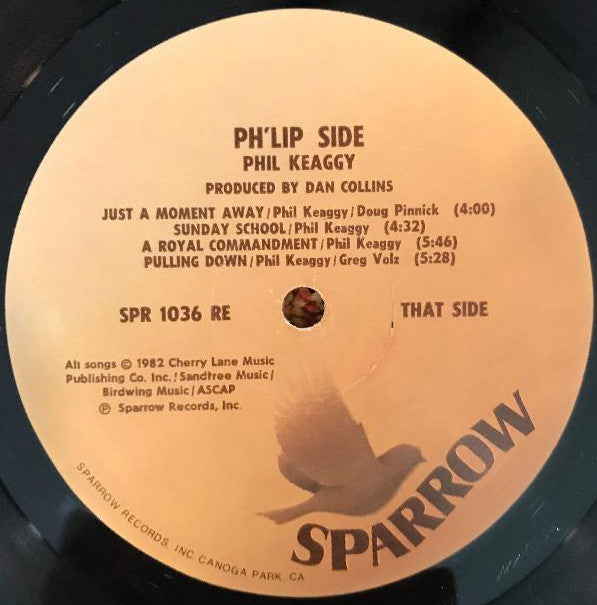 PH'LIP SIDE
PHIL KEAGGY
PRODUCED BY DAN COLLINS
JUST A MOMENT AWAY/Phil Keaggy/Doug Pinnick (4:00)
SUNDAY SCHOOL/Phil Keaggy (4:32)
A ROYAL COMMANDMENT/Phil Keaggy (5:46)
PULLING DOWN/Phil Keaggy/Greg Volz (5:28)
SPR 1036 RE
THAT SIDE
All songs © 1982 Cherry Lane Music
Publishing Co. Inc./Sandtree Music/
Birdwing Music/ASCAP
℗ Sparrow Records, Inc.
SPARROW RECORDS, INC. CANOGA PARK, CA
SPARROW